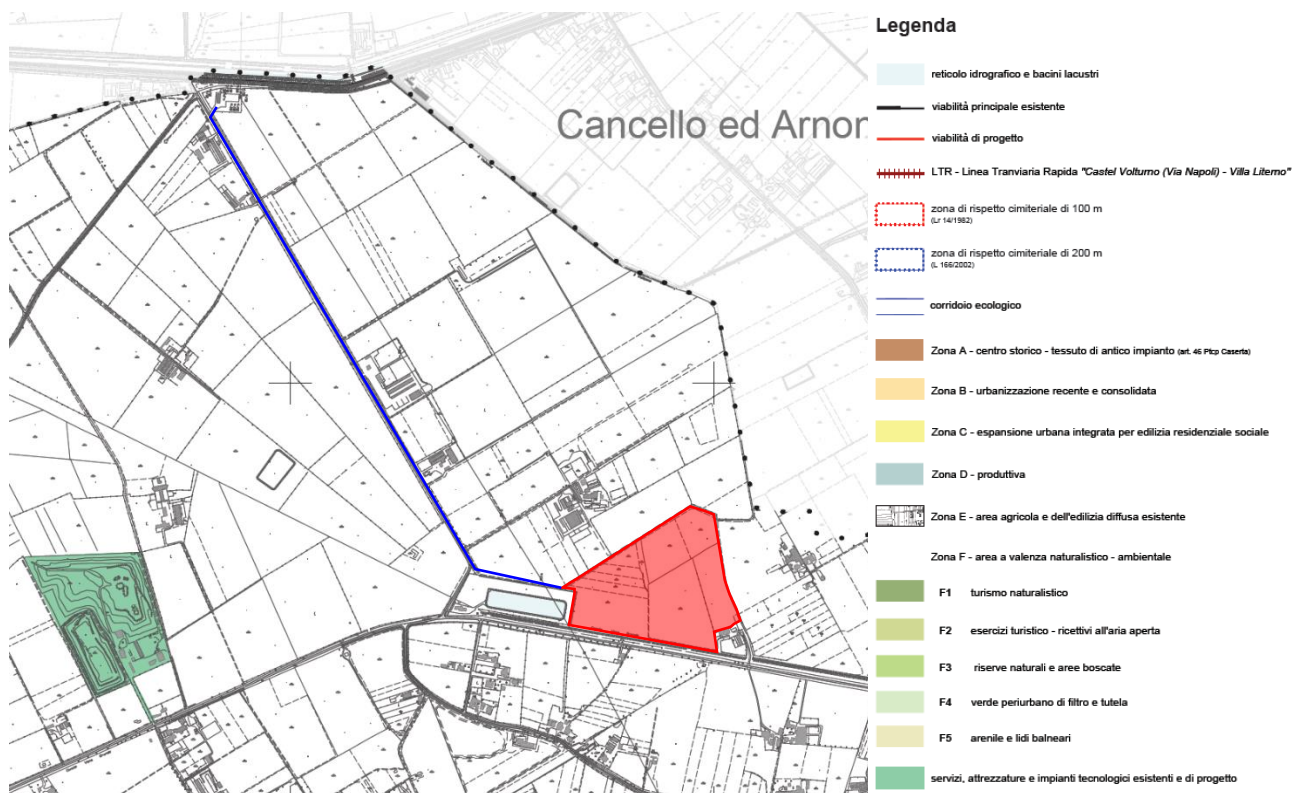 Cancello ed Arnor
Legenda
reticolo idrografico e bacini lacustri
viabilità principale esistente
viabilità di progetto
LTR - Linea Tranviaria Rapida "Castel Volturno (Via Napoli) - Villa Literno"
zona di rispetto cimiteriale di 100 m
(Lr 14/1982)
zona di rispetto cimiteriale di 200 m
(L 166/2002)
corridoio ecologico
Zona A - centro storico - tessuto di antico impianto (art. 46 Ptcp Caserta)
Zona B - urbanizzazione recente e consolidata
Zona C - espansione urbana integrata per edilizia residenziale sociale
Zona D - produttiva
Zona E - area agricola e dell'edilizia diffusa esistente
Zona F - area a valenza naturalistico - ambientale
F1 turismo naturalistico
F2 esercizi turistico - ricettivi all'aria aperta
F3 riserve naturali e aree boscate
F4 verde periurbano di filtro e tutela
F5 arenile e lidi balneari
servizi, attrezzature e impianti tecnologici esistenti e di progetto